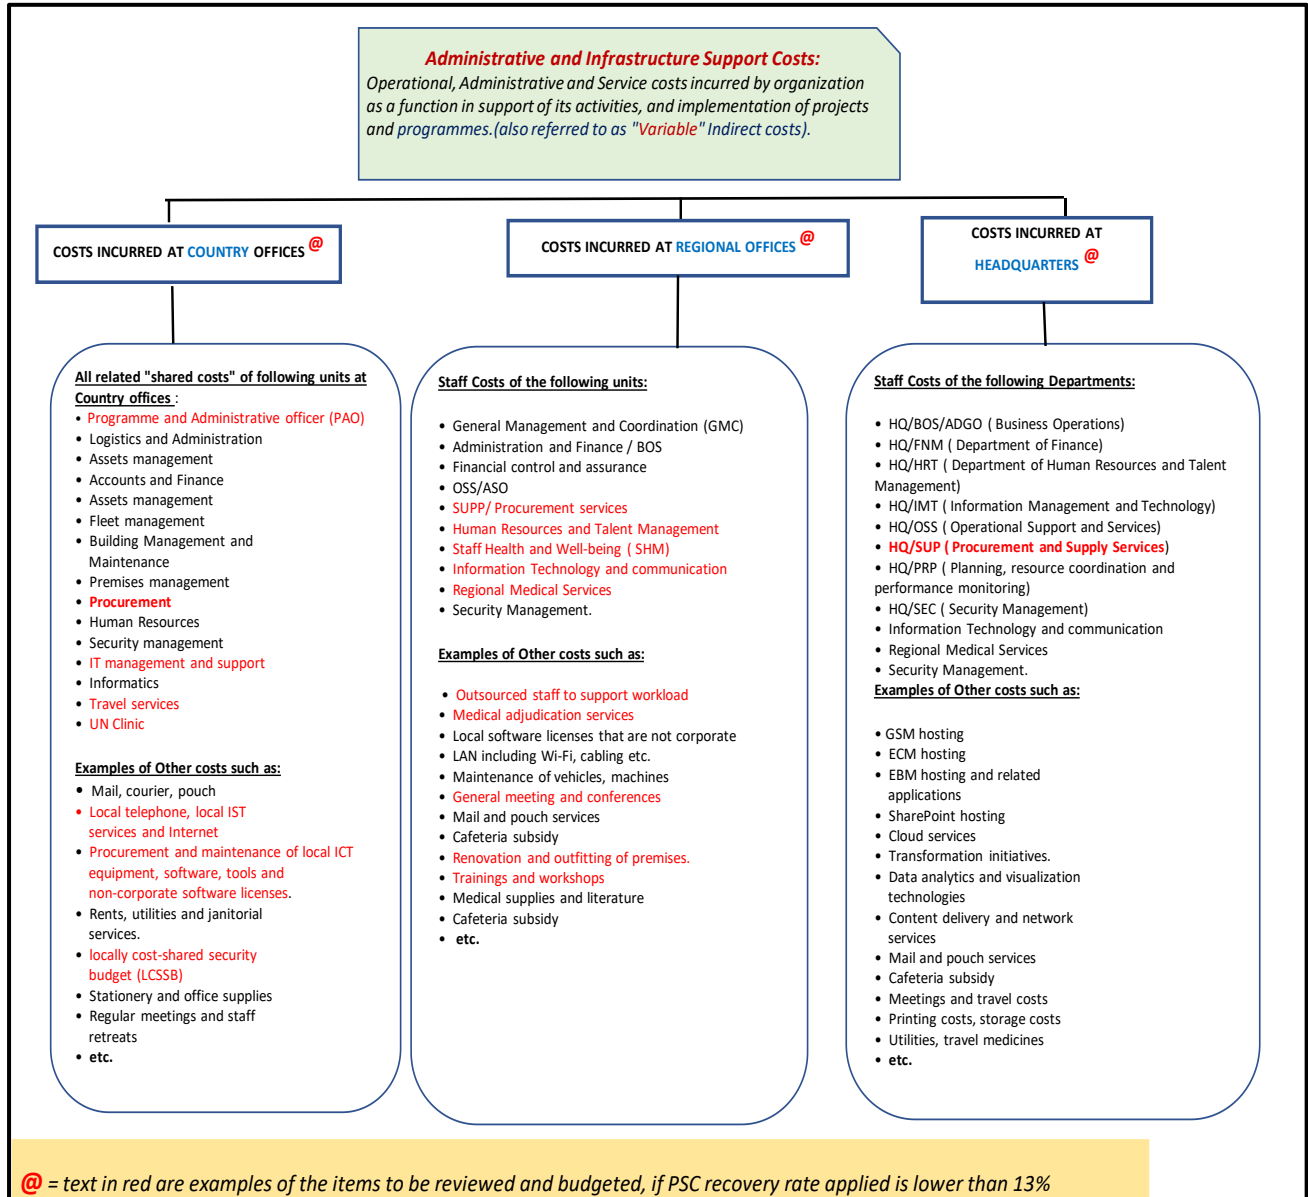 Administrative and Infrastructure Support Costs:
Operational, Administrative and Service costs incurred by organization
as a function in support of its activities, and implementation of projects
and programmes.(also referred to as "Variable" Indirect costs).
COSTS INCURRED AT COUNTRY OFFICES @
All related "shared costs" of following units at
Country offices :
• Programme and Administrative officer (PAO)
• Logistics and Administration
• Assets management
• Accounts and Finance
• Assets management
• Fleet management
• Building Management and
Maintenance
• Premises management
• Procurement
• Human Resources
• Security management
• IT management and support
• Informatics
• Travel services
• UN Clinic
Examples of Other costs such as:
• Mail, courier, pouch
• Local telephone, local IST
services and Internet
• Procurement and maintenance of local ICT
equipment, software, tools and
non-corporate software licenses.
• Rents, utilities and janitorial
services.
• locally cost-shared security
budget (LCSSB)
• Stationery and office supplies
• Regular meetings and staff
retreats
• etc.
COSTS INCURRED AT REGIONAL OFFICES @
Staff Costs of the following units:
• General Management and Coordination (GMC)
• Administration and Finance / BOS
• Financial control and assurance
• OSS/ASO
• SUPP/ Procurement services
• Human Resources and Talent Management
• Staff Health and Well-being ( SHM)
• Information Technology and communication
• Regional Medical Services
• Security Management.
Examples of Other costs such as:
• Outsourced staff to support workload
• Medical adjudication services
• Local software licenses that are not corporate
• LAN including Wi-Fi, cabling etc.
• Maintenance of vehicles, machines
• General meeting and conferences
• Mail and pouch services
• Cafeteria subsidy
• Renovation and outfitting of premises.
• Trainings and workshops
• Medical supplies and literature
• Cafeteria subsidy
• etc.
COSTS INCURRED AT
HEADQUARTERS @
Staff Costs of the following Departments:
• HQ/BOS/ADGO ( Business Operations)
• HQ/FNM ( Department of Finance)
• HQ/HRT ( Department of Human Resources and Talent
Management)
• HQ/IMT ( Information Management and Technology)
• HQ/OSS ( Operational Support and Services)
• HQ/SUP ( Procurement and Supply Services)
• HQ/PRP ( Planning, resource coordination and
performance monitoring)
• HQ/SEC ( Security Management)
• Information Technology and communication
• Regional Medical Services
• Security Management.
Examples of Other costs such as:
• GSM hosting
• ECM hosting
• EBM hosting and related
applications
• SharePoint hosting
• Cloud services
• Transformation initiatives.
• Data analytics and visualization
technologies
• Content delivery and network
services
• Mail and pouch services
• Cafeteria subsidy
• Meetings and travel costs
• Printing costs, storage costs
• Utilities, travel medicines
• etc.
@ = text in red are examples of the items to be reviewed and budgeted, if PSC recovery rate applied is lower than 13%